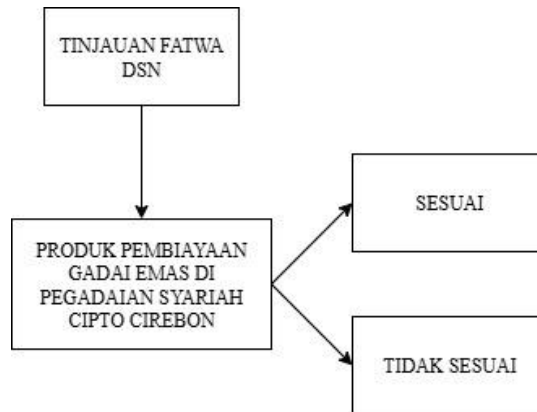 TINJAUAN FATWA
DSN
PRODUK PEMBIAYAAN
GADAI EMAS DI
PEGADAIAN SYARIAH
CIPTO CIREBON
SESUAI
TIDAK SESUAI